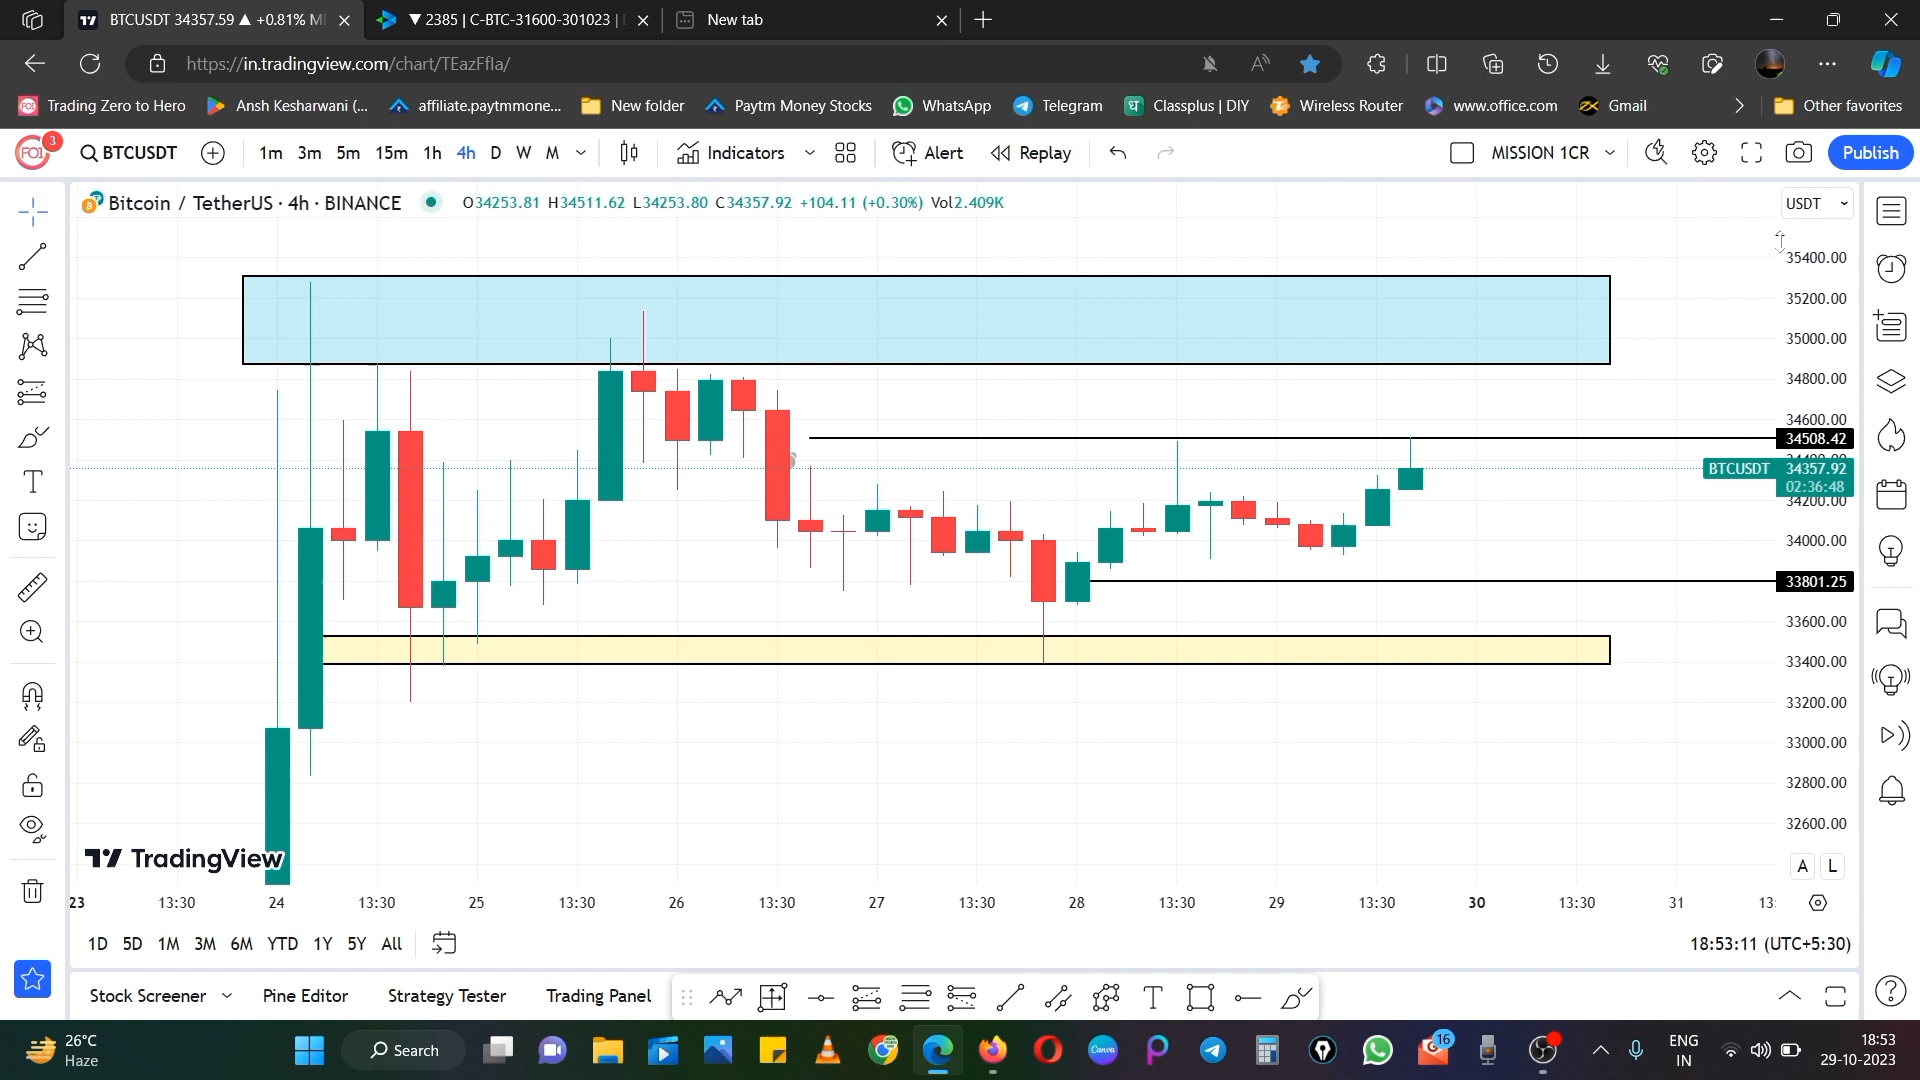 BTCUSDT 34357.59 ▲ +0.81% MI
▼ 2385 | C-BTC-31600-301023 |
New tab
https://in.tradingview.com/chart/TEazFfla/
Trading Zero to Hero
Ansh Kesharwani (...
affiliate.paytmmone...
New folder
Paytm Money Stocks
WhatsApp
Telegram
Classplus | DIY
Wireless Router
www.office.com
Gmail
Other favorites
FOI
3
BTCUSDT
1m 3m 5m 15m 1h 4h D W M
Indicators
Alert
Replay
MISSION 1CR
Publish
Bitcoin / TetherUS · 4h · BINANCE
O34253.81 H34511.62 L34253.80 C34357.92 +104.11 (+0.30%) Vol2.409K
USDT
35400.00
35200.00
35000.00
34800.00
34600.00
34508.42
BTCUSDT 34357.92
02:36:48
34200.00
34000.00
33801.25
33600.00
33400.00
33200.00
33000.00
32800.00
32600.00
TradingView
A L
23 13:30 24 13:30 25 13:30 26 13:30 27 13:30 28 13:30 29 13:30 30 13:30 31 13:
1D 5D 1M 3M 6M YTD 1Y 5Y All
18:53:11 (UTC+5:30)
Stock Screener
Pine Editor
Strategy Tester
Trading Panel
26°C
Haze
Search
Canva
16
ENG
IN
18:53
29-10-2023